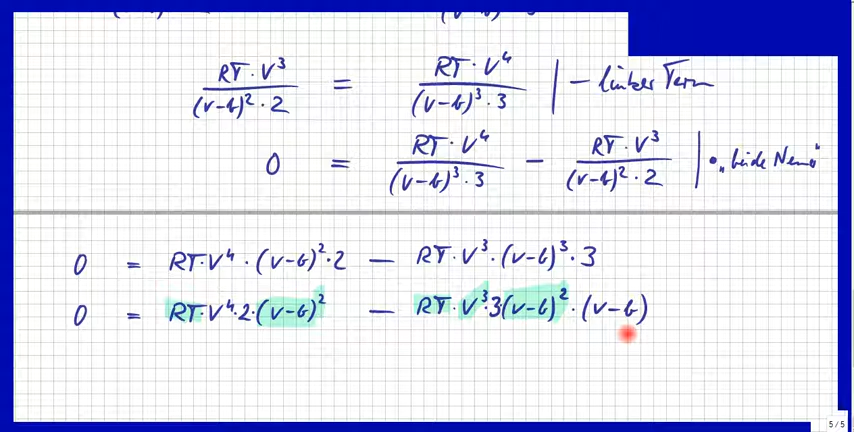 RT·V³ / (V-b)²·2 = RT·V⁴ / (V-b)³·3 | - linker Term
0 = RT·V⁴ / (V-b)³·3 - RT·V³ / (V-b)²·2 | · „beide Nenn“
0 = RT·V⁴·(V-b)²·2 - RT·V³·(V-b)³·3
0 = RT·V⁴·2·(V-b)² - RT·V³·3(V-b)²·(V-b)
5/5